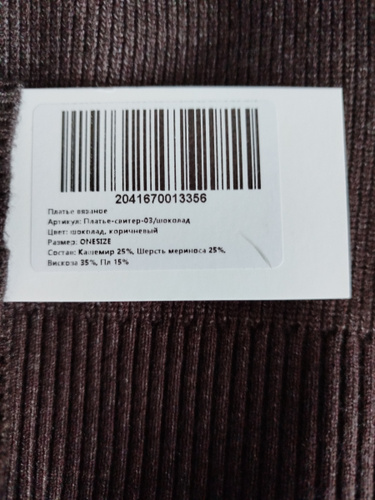 2041670013356
Платье вязаное
Артикул: Платье-свитер-03/шоколад
Цвет: шоколад, коричневый
Размер: ONESIZE
Состав: Кашемир 25%, Шерсть мериноса 25%,
Вискоза 35%, Пл 15%